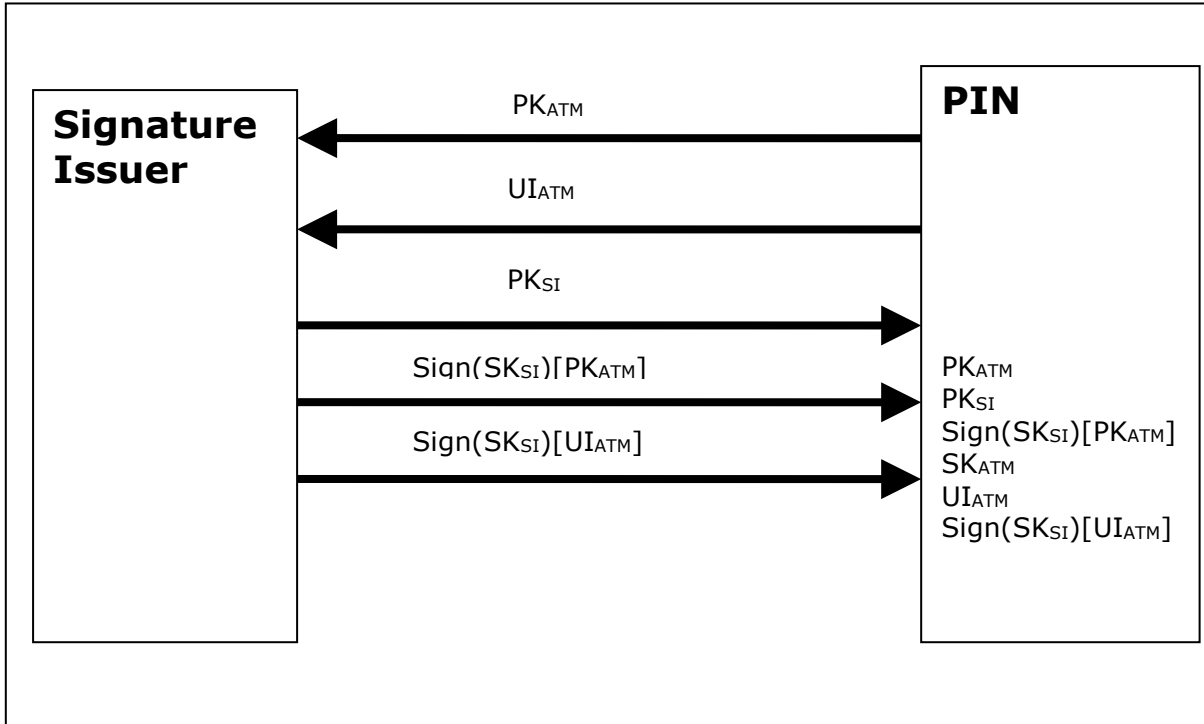 Signature
Issuer
PIN
PKATM
UIATM
PKSI
Sign(SKSI)[PKATM]
Sign(SKSI)[UIATM]
PKATM
PKSI
Sign(SKSI)[PKATM]
SKATM
UIATM
Sign(SKSI)[UIATM]